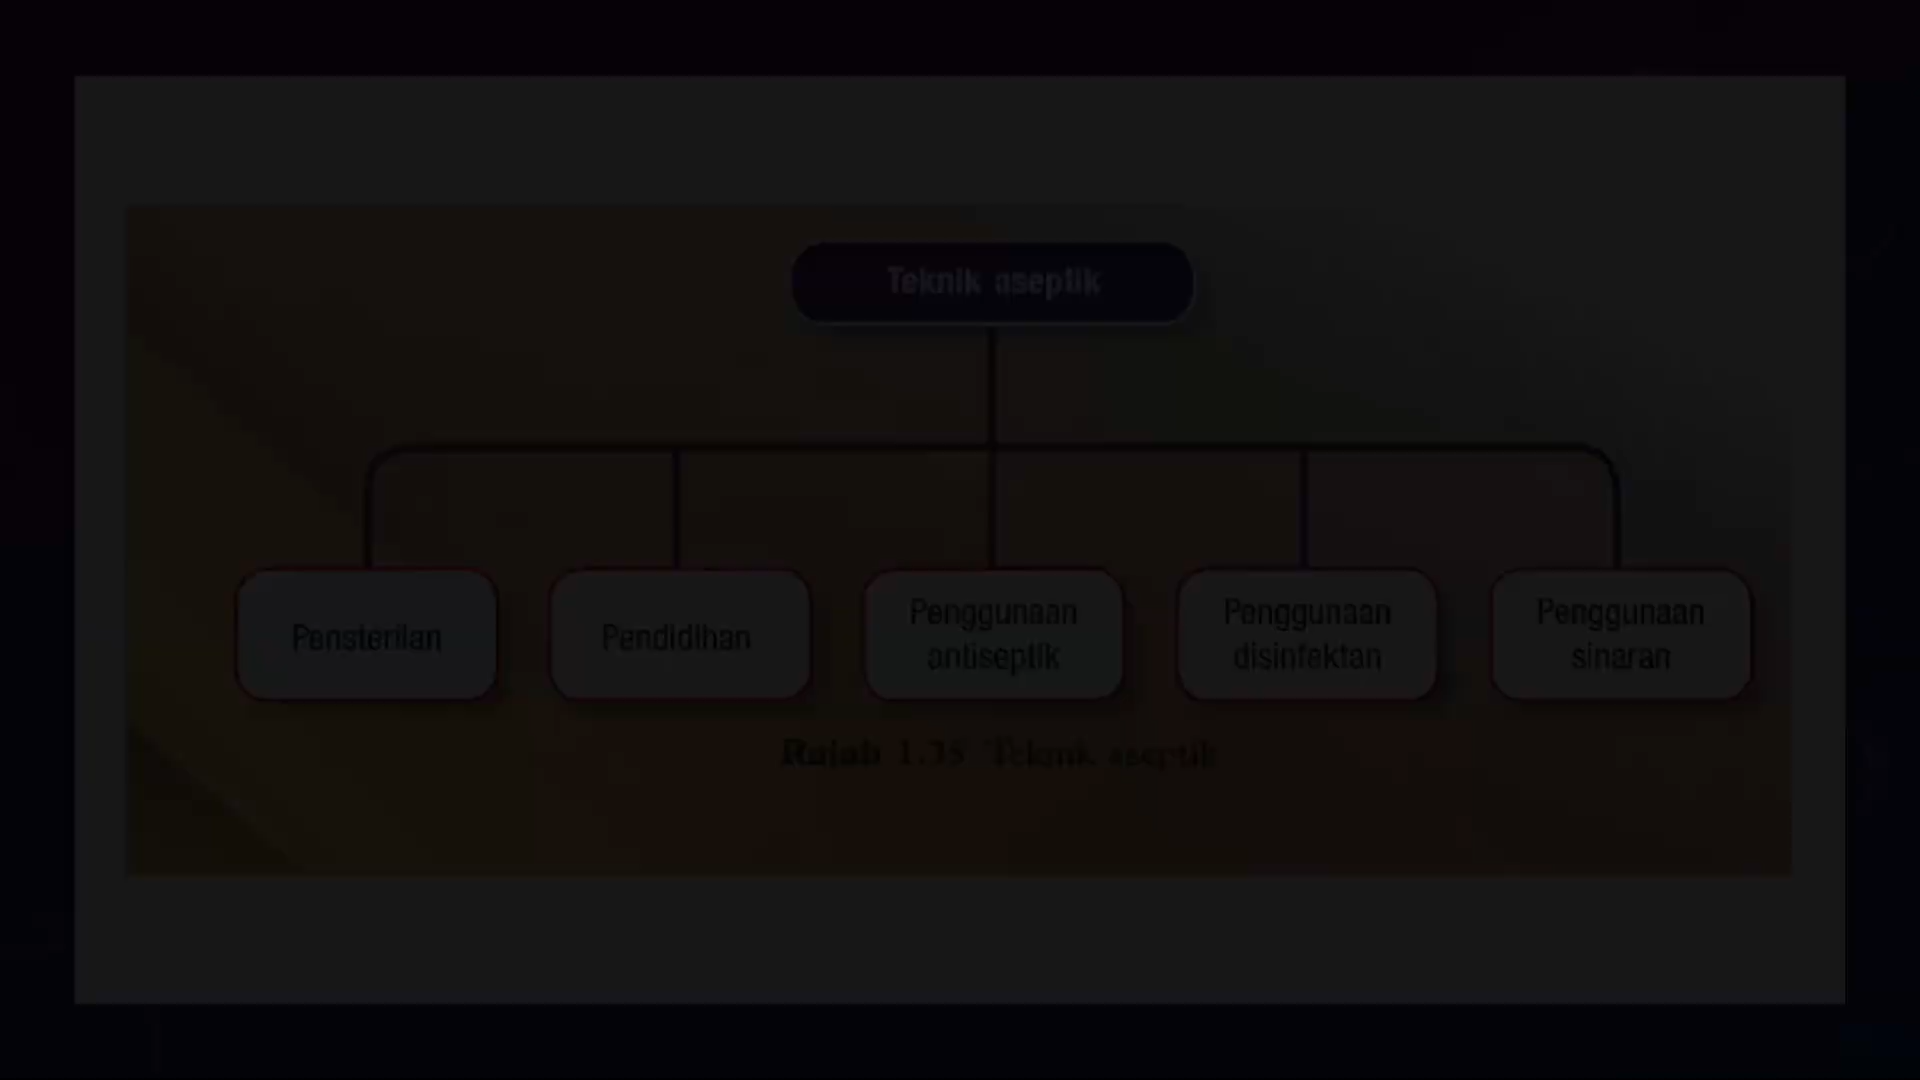 Teknik aseptik
Pensterilan
Pendidihan
Penggunaan
antiseptik
Penggunaan
disinfektan
Penggunaan
sinaran
Rajah 1.35 Teknik aseptik